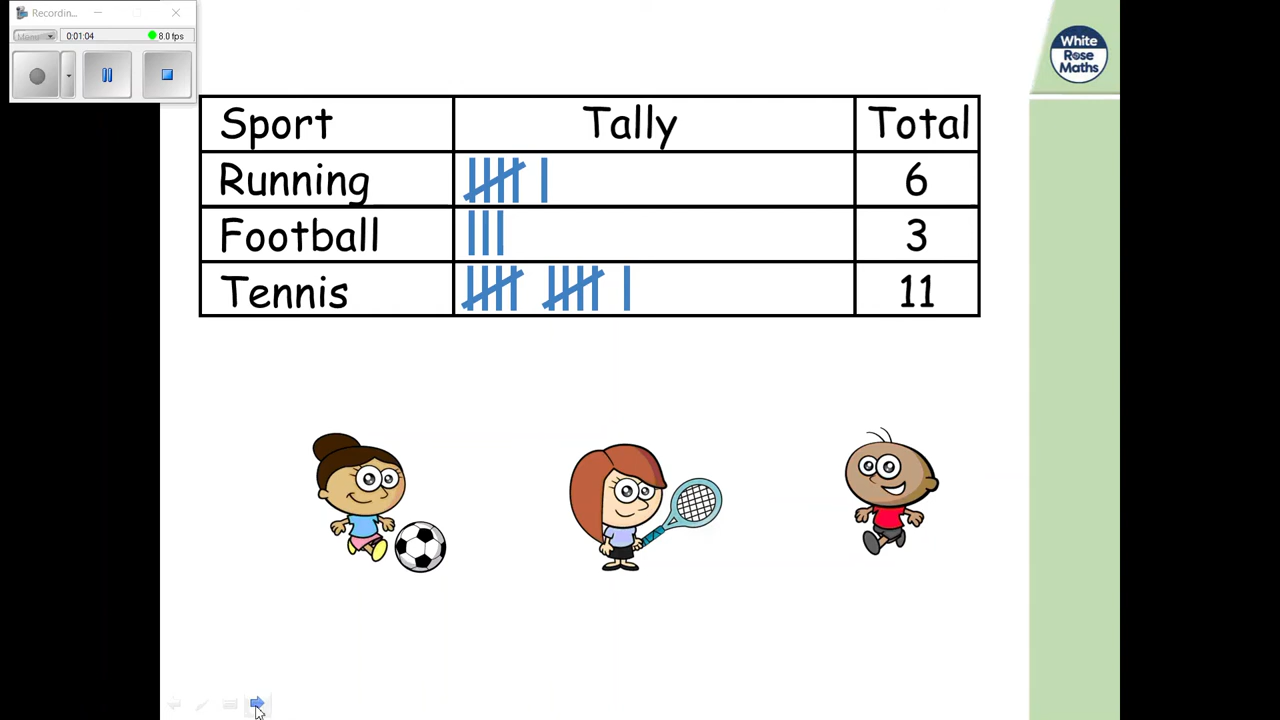 Recordin...
Menu
0:01:04
8.0 fps
White
Rose
Maths
Sport Tally Total
Running 6
Football 3
Tennis 11